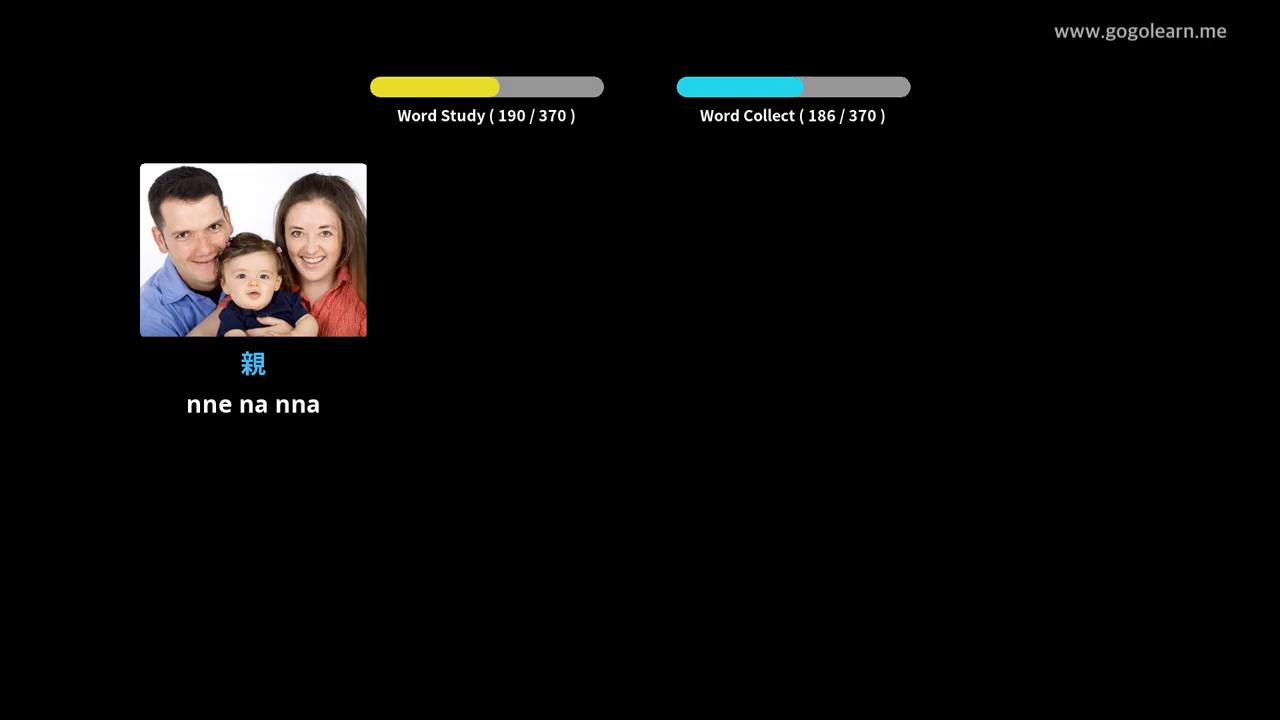 www.gogolearn.me
Word Study ( 190 / 370 )
Word Collect ( 186 / 370 )
親
nne na nna